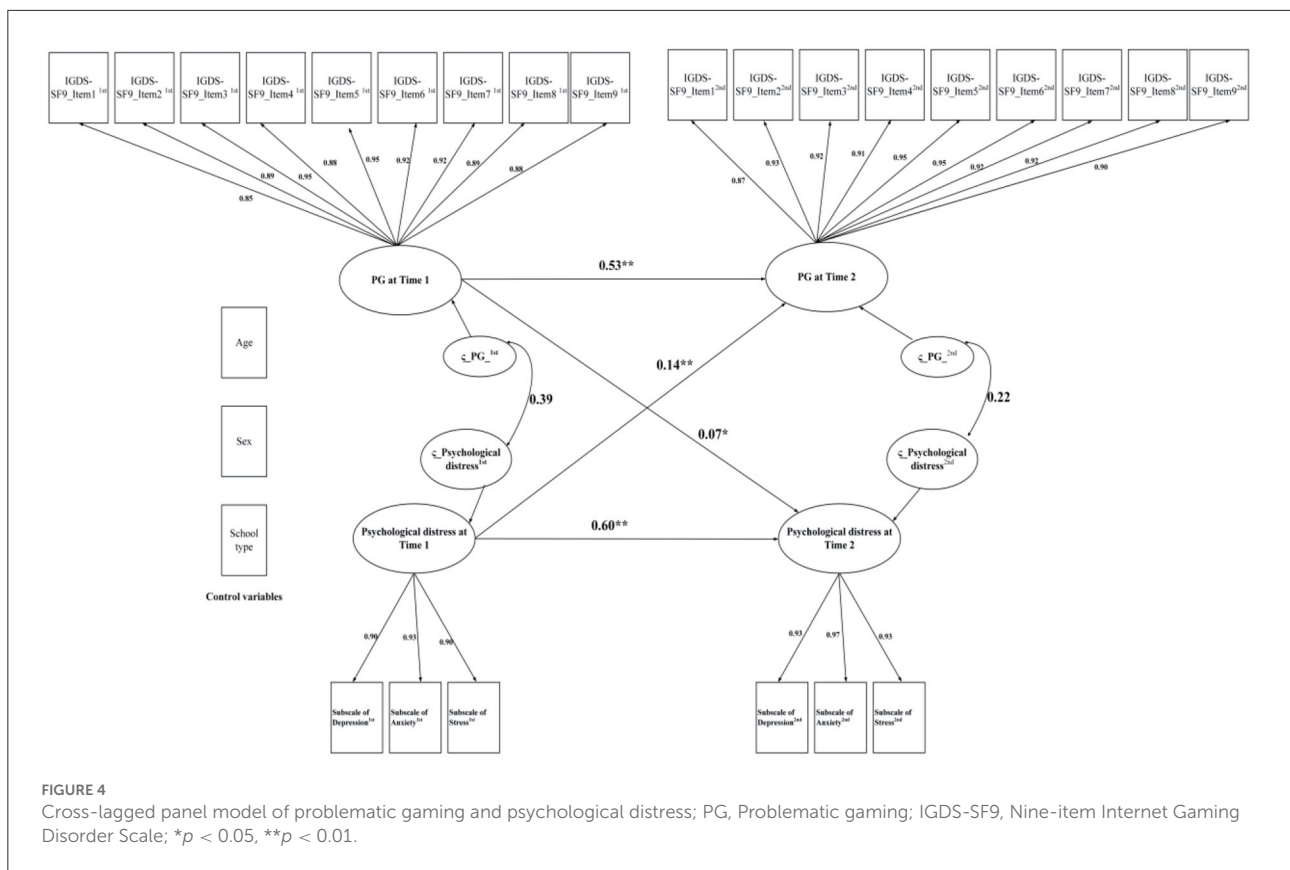 IGDS-
SF9_Item1 1st
IGDS-
SF9_Item2 1st
IGDS-
SF9_Item3 1st
IGDS-
SF9_Item4 1st
IGDS-
SF9_Item5 1st
IGDS-
SF9_Item6 1st
IGDS-
SF9_Item7 1st
IGDS-
SF9_Item8 1st
IGDS-
SF9_Item9 1st
IGDS-
SF9_Item1 2nd
IGDS-
SF9_Item2 2nd
IGDS-
SF9_Item3 2nd
IGDS-
SF9_Item4 2nd
IGDS-
SF9_Item5 2nd
IGDS-
SF9_Item6 2nd
IGDS-
SF9_Item7 2nd
IGDS-
SF9_Item8 2nd
IGDS-
SF9_Item9 2nd
0.85
0.89
0.95
0.88
0.95
0.92
0.92
0.89
0.88
0.87
0.93
0.92
0.91
0.95
0.95
0.92
0.92
0.90
PG at Time 1
0.53**
PG at Time 2
Age
ς_PG_ 1st
0.14**
ς_PG_ 2nd
0.39
0.22
Sex
0.07*
ς_Psychological
distress1st
ς_Psychological
distress2nd
School
type
Psychological distress at
Time 1
0.60**
Psychological distress at
Time 2
Control variables
0.90
0.93
0.90
0.93
0.97
0.93
Subscale of
Depression1st
Subscale of
Anxiety1st
Subscale of
Stress1st
Subscale of
Depression2nd
Subscale of
Anxiety2nd
Subscale of
Stress2nd
FIGURE 4
Cross-lagged panel model of problematic gaming and psychological distress; PG, Problematic gaming; IGDS-SF9, Nine-item Internet Gaming
Disorder Scale; *p < 0.05, **p < 0.01.